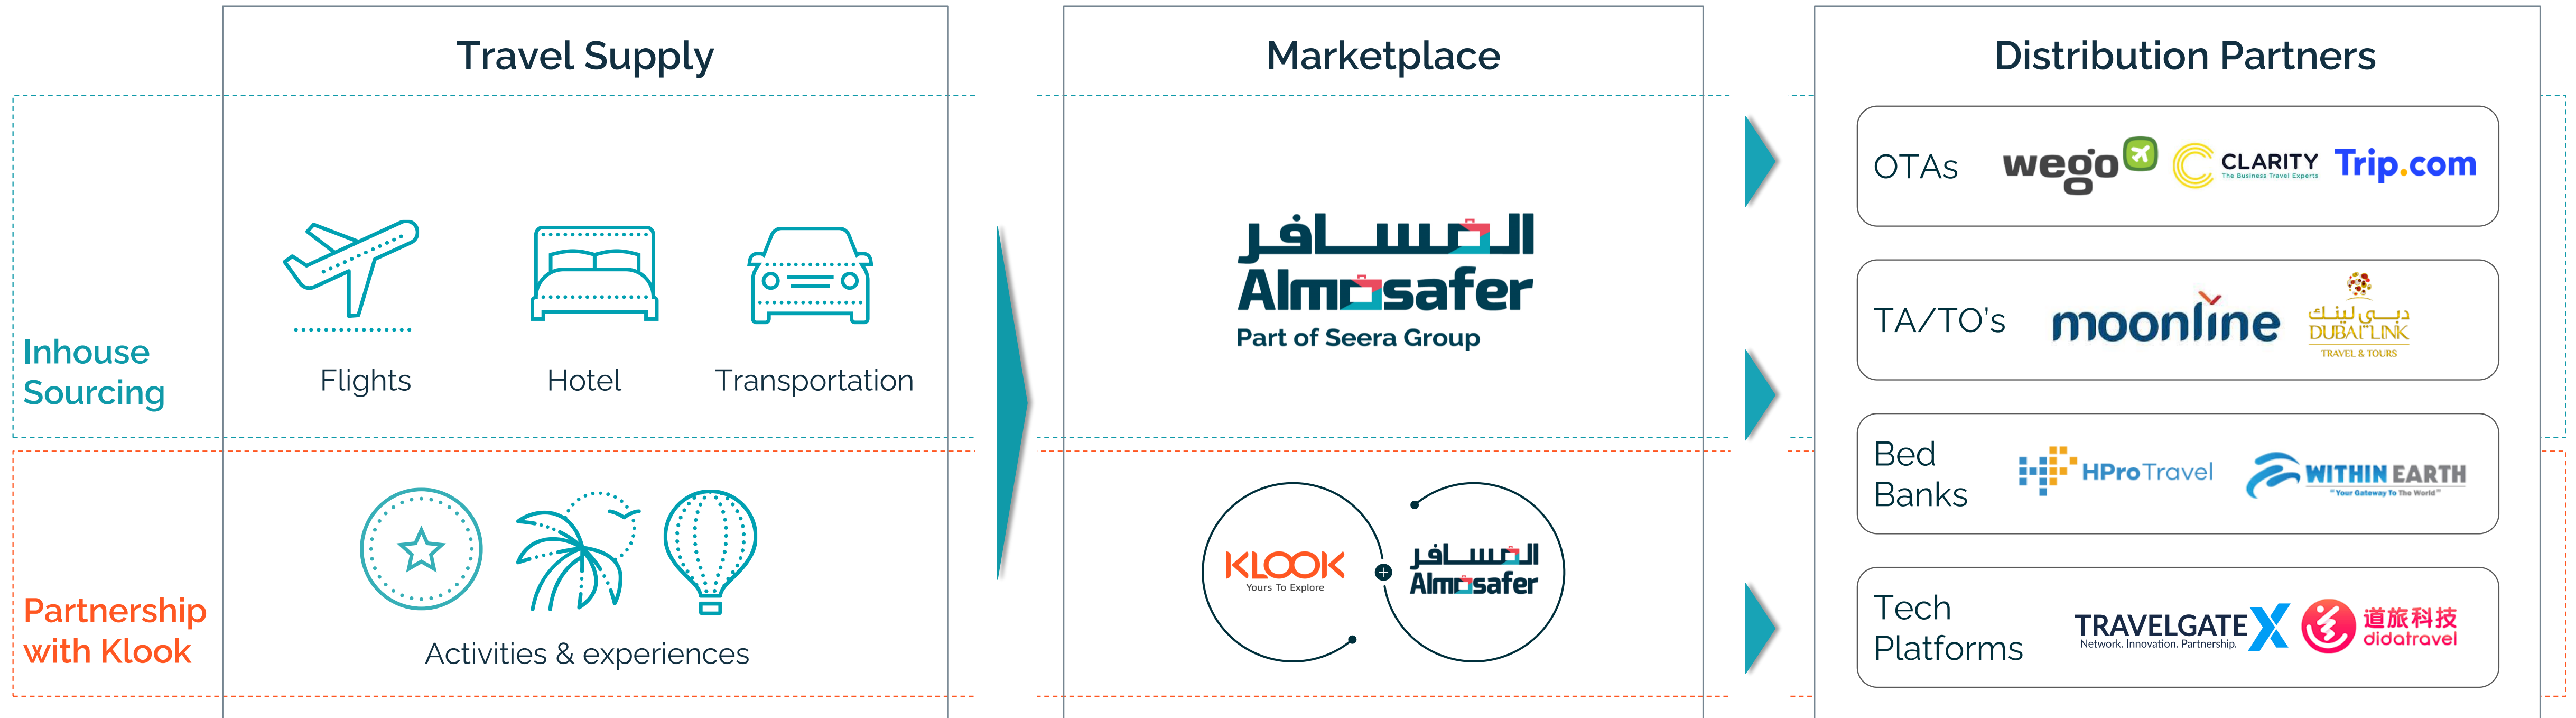 Travel Supply
Marketplace
Distribution Partners
Inhouse
Sourcing
Flights
Hotel
Transportation
المسافر
Almosafer
Part of Seera Group
OTAs
wego
CLARITY
The Business Travel Experts
Trip.com
TA/TO's
moonline
دبي لينك
DUBAI LINK
TRAVEL & TOURS
Bed
Banks
HPro Travel
WITHIN EARTH
"Your Gateway To The World"
Partnership
with Klook
Activities & experiences
KLOOK
Yours To Explore
المسافر
Almosafer
Tech
Platforms
TRAVELGATE X
Network. Innovation. Partnership.
道旅科技
didatravel